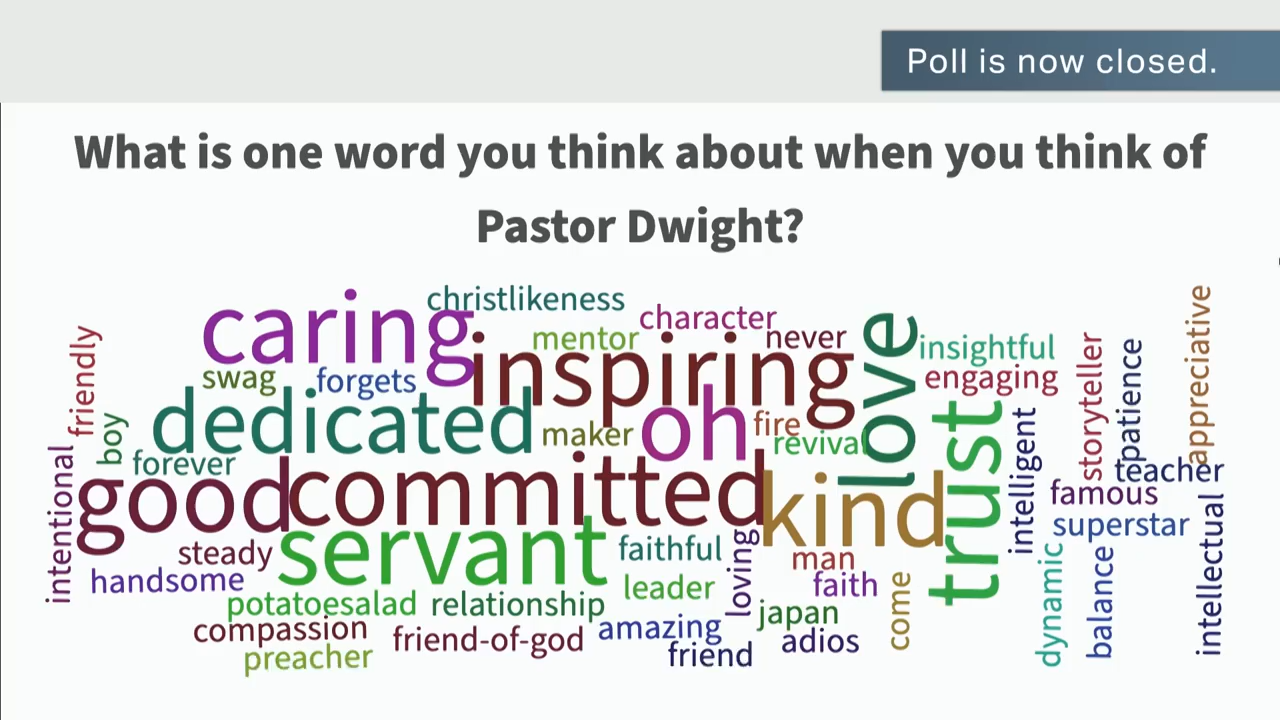 Poll is now closed.
What is one word you think about when you think of
Pastor Dwight?
christlikeness
caring
character
mentor
never
inspiring
love
insightful
engaging
storyteller
patience
appreciative
friendly
swag
forgets
dedicated
maker
oh
fire
revival
boy
forever
intentional
good
committed
kind
trust
intelligent
teacher
famous
superstar
intellectual
steady
servant
faithful
loving
man
handsome
leader
faith
come
dynamic
balance
potatoesalad
relationship
japan
compassion
friend-of-god
amazing
adios
preacher
friend